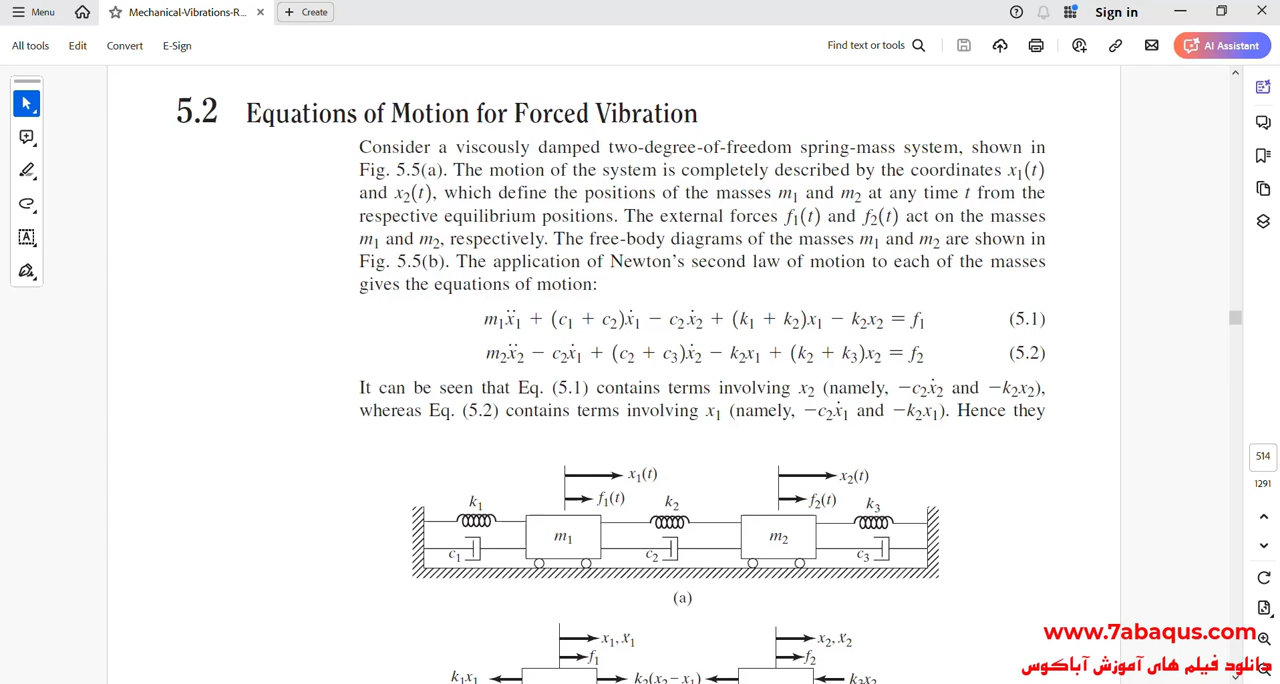 Menu Mechanical-Vibrations-R... Create Sign in
All tools Edit Convert E-Sign Find text or tools AI Assistant
5.2 Equations of Motion for Forced Vibration
Consider a viscously damped two-degree-of-freedom spring-mass system, shown in
Fig. 5.5(a). The motion of the system is completely described by the coordinates x₁(t)
and x₂(t), which define the positions of the masses m₁ and m₂ at any time t from the
respective equilibrium positions. The external forces f₁(t) and f₂(t) act on the masses
m₁ and m₂, respectively. The free-body diagrams of the masses m₁ and m₂ are shown in
Fig. 5.5(b). The application of Newton's second law of motion to each of the masses
gives the equations of motion:
m₁ẍ₁ + (c₁ + c₂)ẋ₁ − c₂ẋ₂ + (k₁ + k₂)x₁ − k₂x₂ = f₁ (5.1)
m₂ẍ₂ − c₂ẋ₁ + (c₂ + c₃)ẋ₂ − k₂x₁ + (k₂ + k₃)x₂ = f₂ (5.2)
It can be seen that Eq. (5.1) contains terms involving x₂ (namely, −c₂ẋ₂ and −k₂x₂),
whereas Eq. (5.2) contains terms involving x₁ (namely, −c₂ẋ₁ and −k₂x₁). Hence they
514
1291
x₁(t) x₂(t)
f₁(t) f₂(t)
k₁ k₂ k₃
m₁ m₂
c₁ c₂ c₃
(a)
x₁, ẋ₁ x₂, ẋ₂
f₁ f₂
k₁x₁ k₂(x₂−x₁) k₃x₂
www.7abaqus.com
دانلود فیلم های آموزش آباکوس